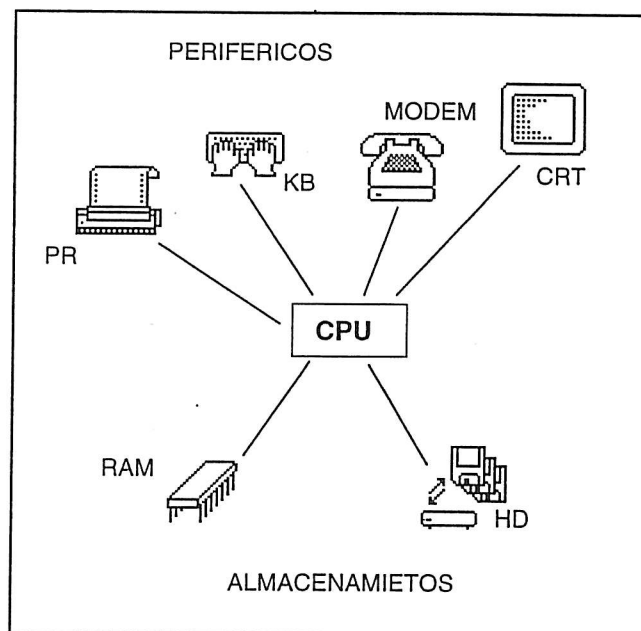 PERIFERICOS
MODEM
KB
CRT
PR
CPU
RAM
HD
ALMACENAMIETOS